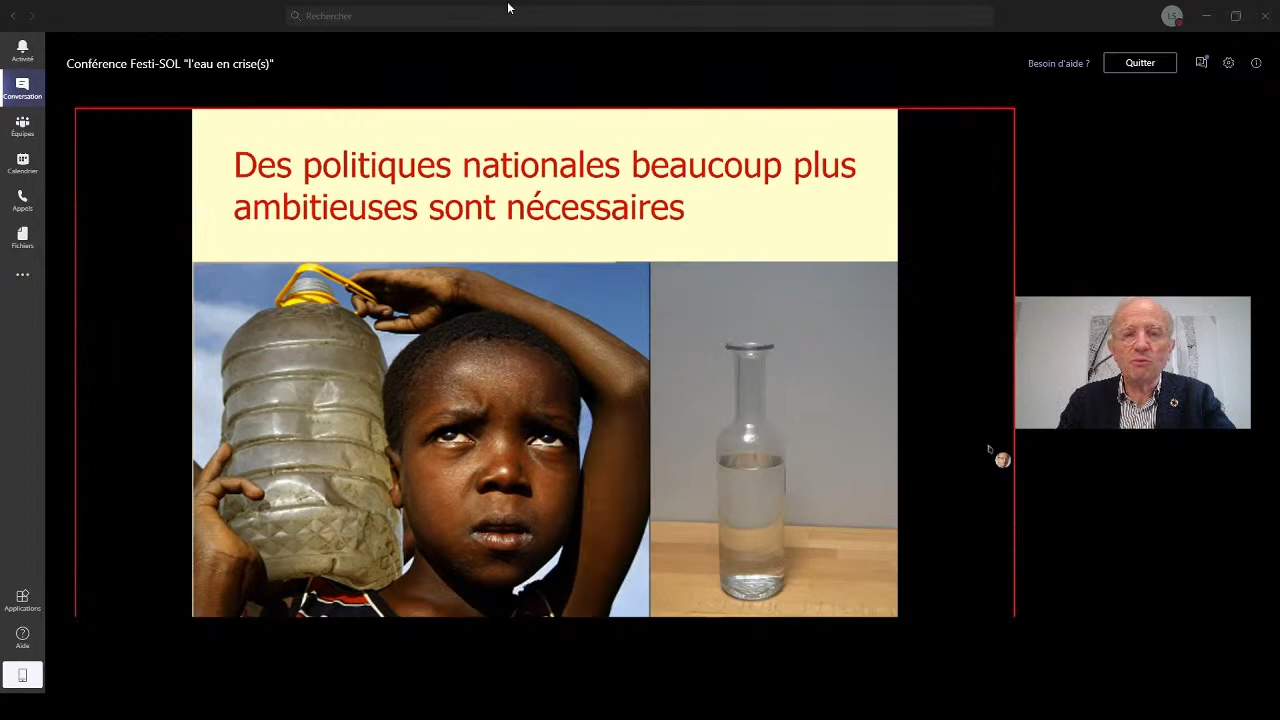 Rechercher
LS
Activité
Conférence Festi-SOL "l'eau en crise(s)"
Besoin d'aide ?
Quitter
Conversation
Équipes
Calendrier
Appels
Fichiers
Des politiques nationales beaucoup plus
ambitieuses sont nécessaires
Applications
Aide